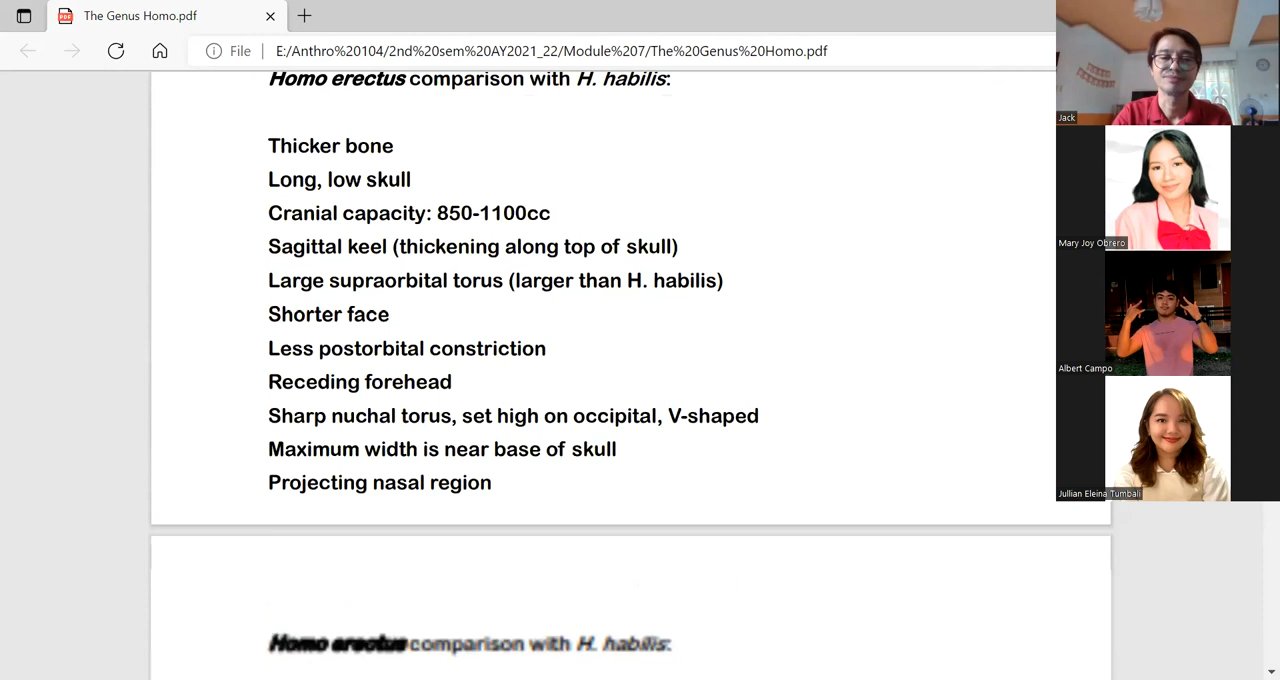 The Genus Homo.pdf
File
E:/Anthro%20104/2nd%20sem%20AY2021_22/Module%207/The%20Genus%20Homo.pdf
Homo erectus comparison with H. habilis:
Thicker bone
Long, low skull
Cranial capacity: 850-1100cc
Sagittal keel (thickening along top of skull)
Large supraorbital torus (larger than H. habilis)
Shorter face
Less postorbital constriction
Receding forehead
Sharp nuchal torus, set high on occipital, V-shaped
Maximum width is near base of skull
Projecting nasal region
Homo erectus comparison with H. habilis:
Jack
Mary Joy Obrero
Albert Campo
Jullian Eleina Tumbali